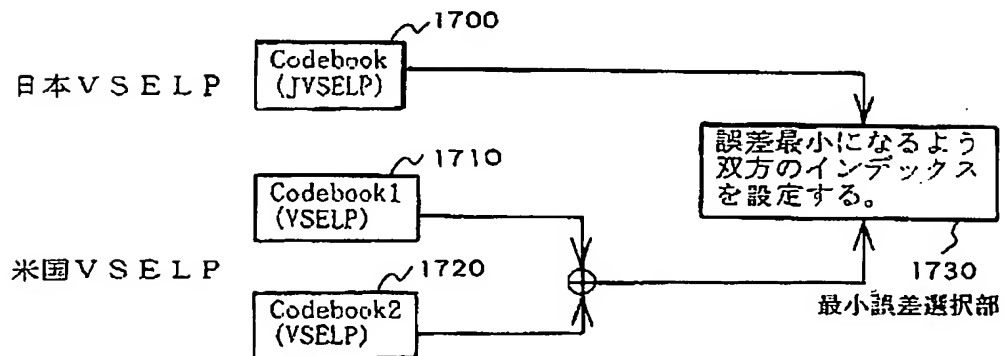 1700
Codebook
(JVSELP)
日本VSELP
誤差最小になるよう
双方のインデックス
を設定する。
1710
Codebook1
(VSELP)
米国VSELP
1720
Codebook2
(VSELP)
1730
最小誤差選択部